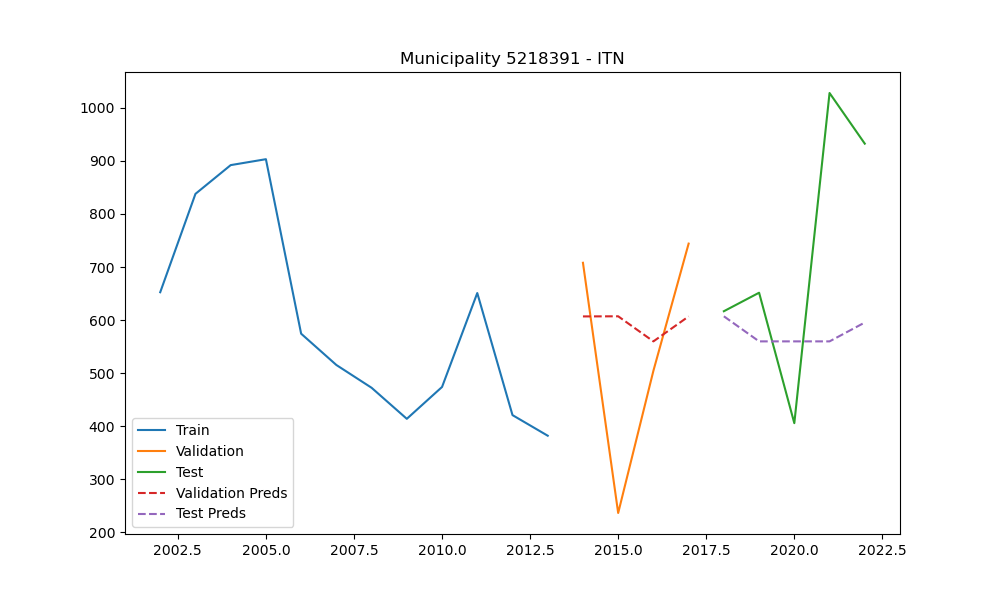 Municipality 5218391 - ITN
1000
900
800
700
600
500
400
300
200
Train
Validation
Test
Validation Preds
Test Preds
2002.5 2005.0 2007.5 2010.0 2012.5 2015.0 2017.5 2020.0 2022.5